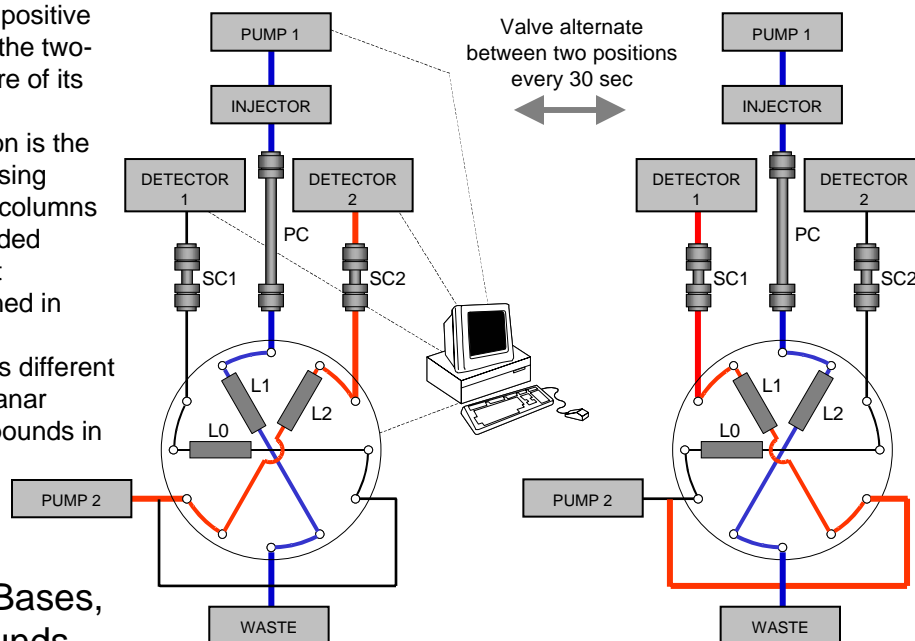 positive
the two-
re of its
on is the
sing
columns
ded
t
ned in
s different
anar
ounds in
Bases,
unds
PUMP 1
INJECTOR
DETECTOR
1
DETECTOR
2
PC
SC1
SC2
L1
L2
L0
PUMP 2
WASTE
Valve alternate
between two positions
every 30 sec
PUMP 1
INJECTOR
DETECTOR
1
DETECTOR
2
PC
SC1
SC2
L1
L2
L0
PUMP 2
WASTE